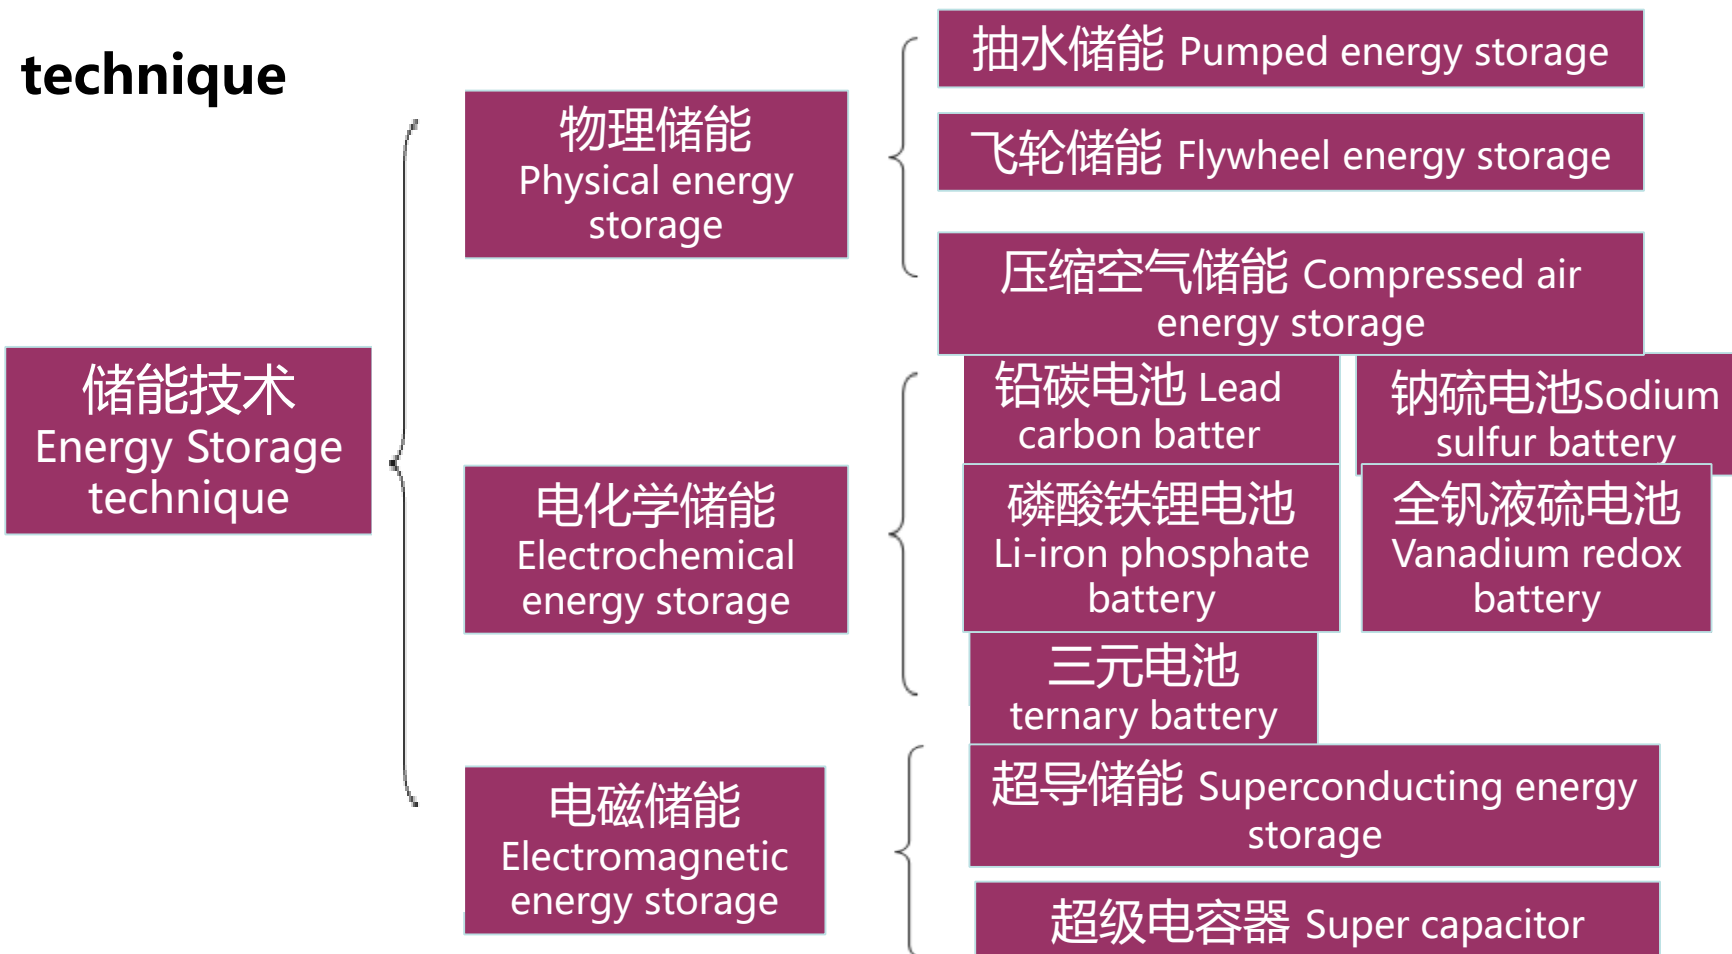 technique
储能技术
Energy Storage
technique
物理储能
Physical energy
storage
抽水储能 Pumped energy storage
飞轮储能 Flywheel energy storage
压缩空气储能 Compressed air
energy storage
电化学储能
Electrochemical
energy storage
铅碳电池 Lead
carbon batter
钠硫电池Sodium
sulfur battery
磷酸铁锂电池
Li-iron phosphate
battery
全钒液硫电池
Vanadium redox
battery
三元电池
ternary battery
电磁储能
Electromagnetic
energy storage
超导储能 Superconducting energy
storage
超级电容器 Super capacitor